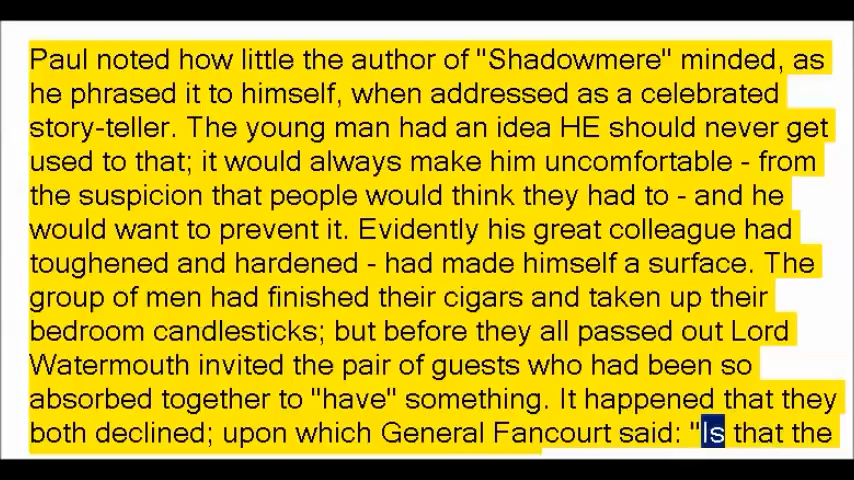 Paul noted how little the author of "Shadowmere" minded, as
he phrased it to himself, when addressed as a celebrated
story-teller. The young man had an idea HE should never get
used to that; it would always make him uncomfortable - from
the suspicion that people would think they had to - and he
would want to prevent it. Evidently his great colleague had
toughened and hardened - had made himself a surface. The
group of men had finished their cigars and taken up their
bedroom candlesticks; but before they all passed out Lord
Watermouth invited the pair of guests who had been so
absorbed together to "have" something. It happened that they
both declined; upon which General Fancourt said: "Is that the